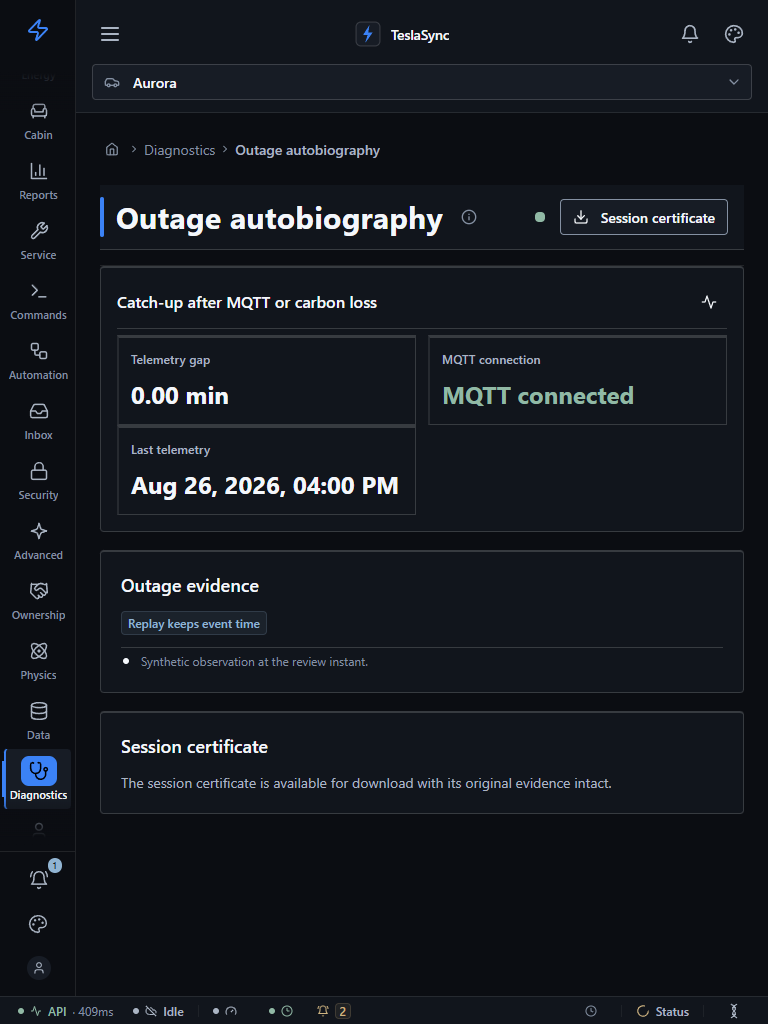 TeslaSync
Aurora
Cabin
Reports
Service
Commands
Automation
Inbox
Security
Advanced
Ownership
Physics
Data
Diagnostics
1
Diagnostics > Outage autobiography
Outage autobiography
Session certificate
Catch-up after MQTT or carbon loss
Telemetry gap
0.00 min
MQTT connection
MQTT connected
Last telemetry
Aug 26, 2026, 04:00 PM
Outage evidence
Replay keeps event time
Synthetic observation at the review instant.
Session certificate
The session certificate is available for download with its original evidence intact.
API · 409ms
Idle
2
Status